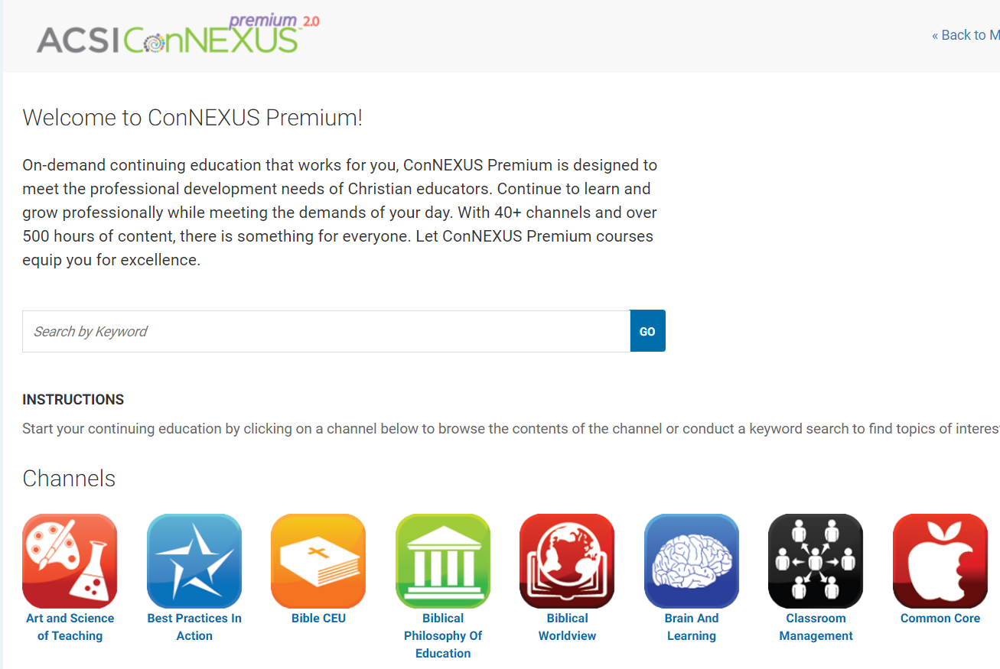 premium 2.0
ACSI ConNEXUS™
« Back to M
Welcome to ConNEXUS Premium!
On-demand continuing education that works for you, ConNEXUS Premium is designed to
meet the professional development needs of Christian educators. Continue to learn and
grow professionally while meeting the demands of your day. With 40+ channels and over
500 hours of content, there is something for everyone. Let ConNEXUS Premium courses
equip you for excellence.
Search by Keyword
GO
INSTRUCTIONS
Start your continuing education by clicking on a channel below to browse the contents of the channel or conduct a keyword search to find topics of interes
Channels
Art and Science
of Teaching
Best Practices In
Action
Bible CEU
Biblical
Philosophy Of
Education
Biblical
Worldview
Brain And
Learning
Classroom
Management
Common Core